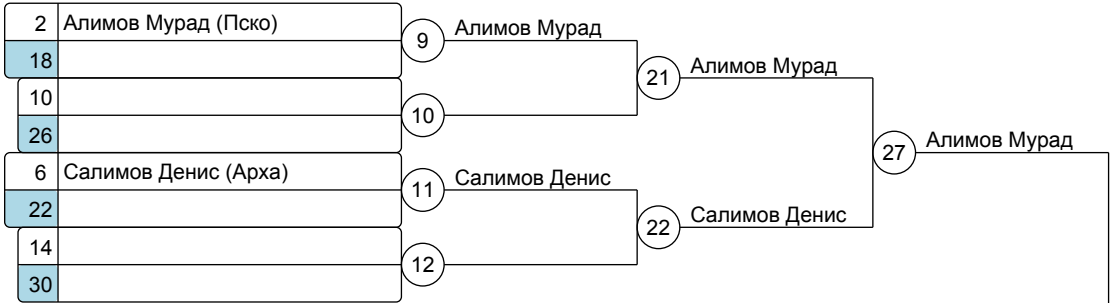 2 Алимов Мурад (Пско)
9 Алимов Мурад
18
21 Алимов Мурад
10
10
26
27 Алимов Мурад
6 Салимов Денис (Арха)
11 Салимов Денис
22
22 Салимов Денис
14
12
30